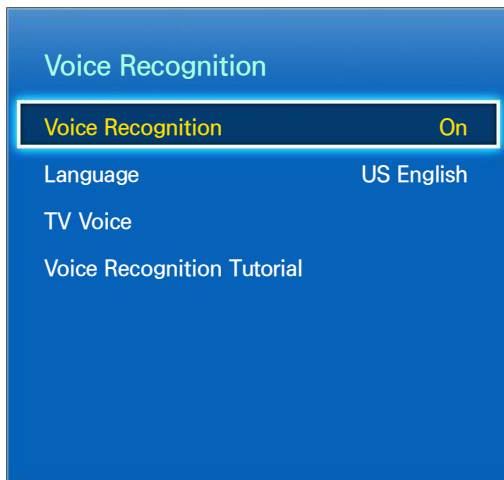 Voice Recognition
Voice Recognition On
Language US English
TV Voice
Voice Recognition Tutorial